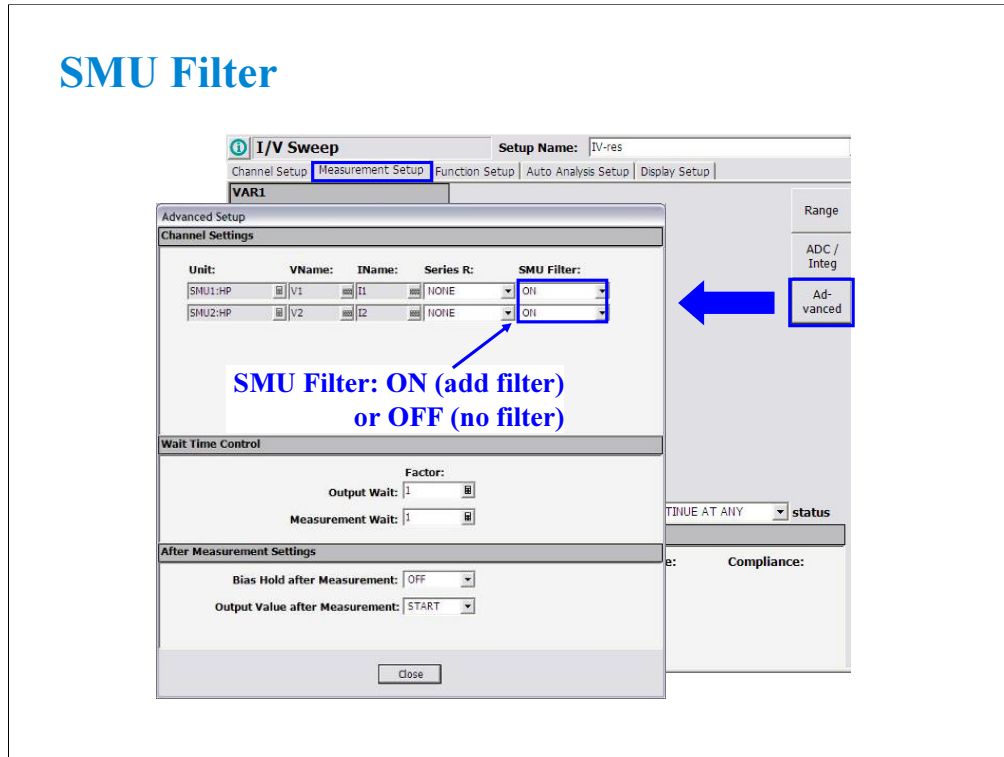 SMU Filter
I/V Sweep
Setup Name: IV-res
Channel Setup Measurement Setup Function Setup Auto Analysis Setup Display Setup
VAR1
Range
ADC /
Integ
Ad-
vanced
Advanced Setup
Channel Settings
Unit: VName: IName: Series R: SMU Filter:
SMU1:HP V1 I1 NONE ON
SMU2:HP V2 I2 NONE ON
SMU Filter: ON (add filter)
or OFF (no filter)
Wait Time Control
Factor:
Output Wait: 1
Measurement Wait: 1
TINUE AT ANY status
After Measurement Settings
e: Compliance:
Bias Hold after Measurement: OFF
Output Value after Measurement: START
Close